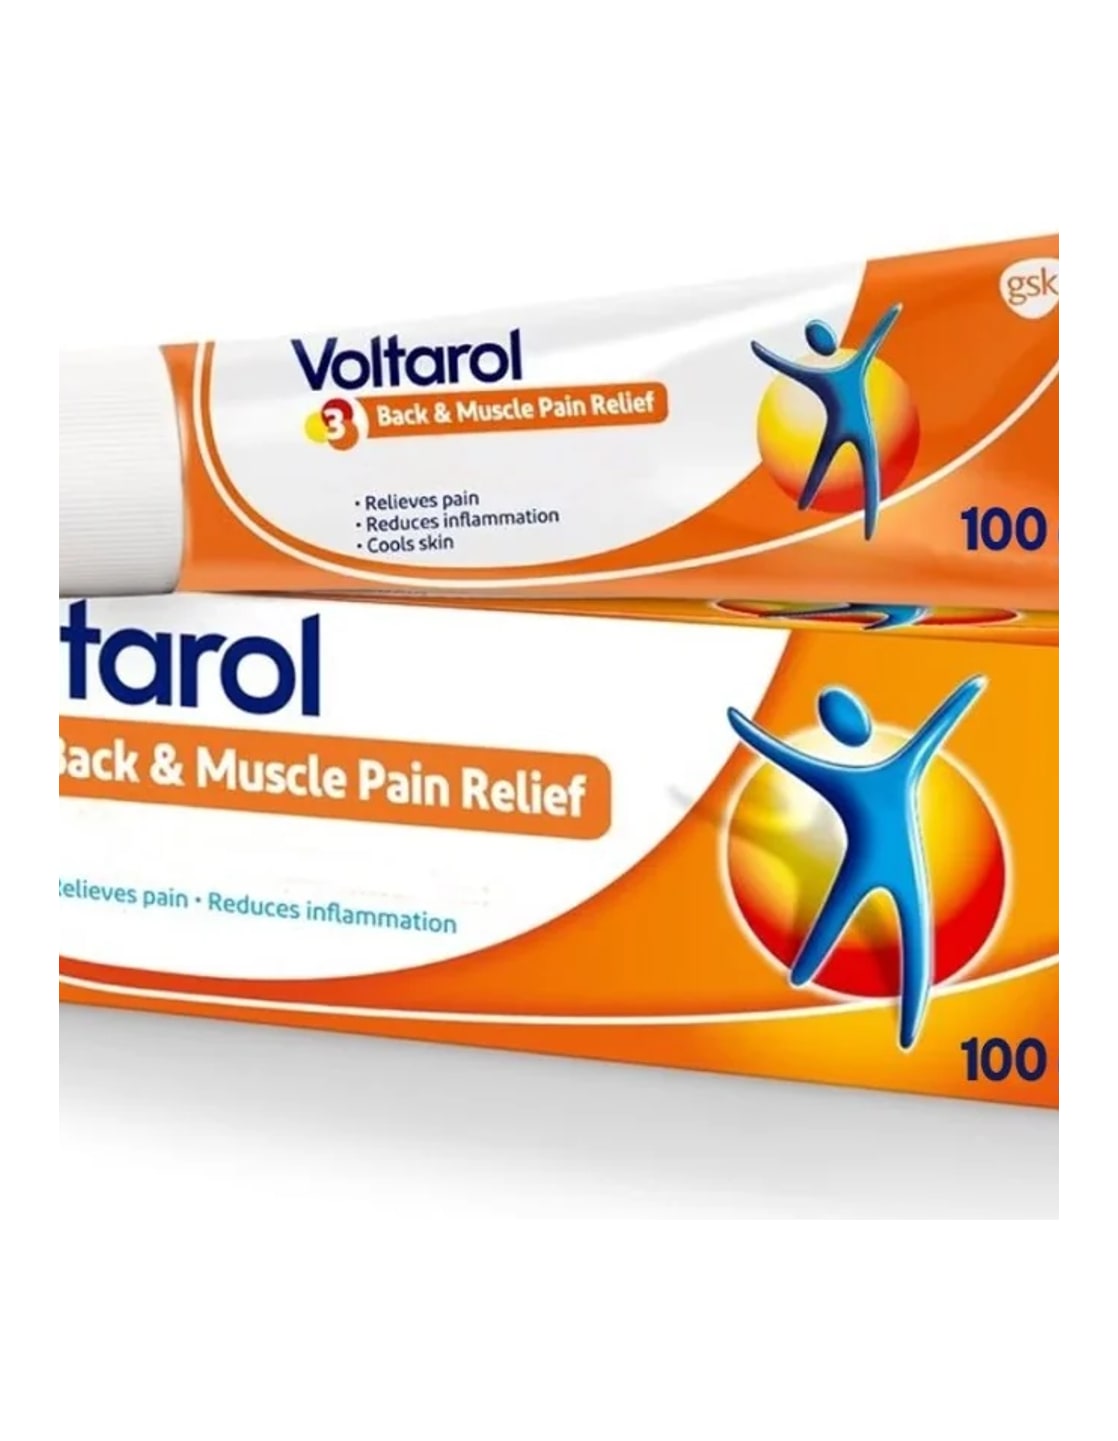 gsk
Voltarol
3 Back & Muscle Pain Relief
• Relieves pain
• Reduces inflammation
• Cools skin
100
tarol
Back & Muscle Pain Relief
elieves pain • Reduces inflammation
100